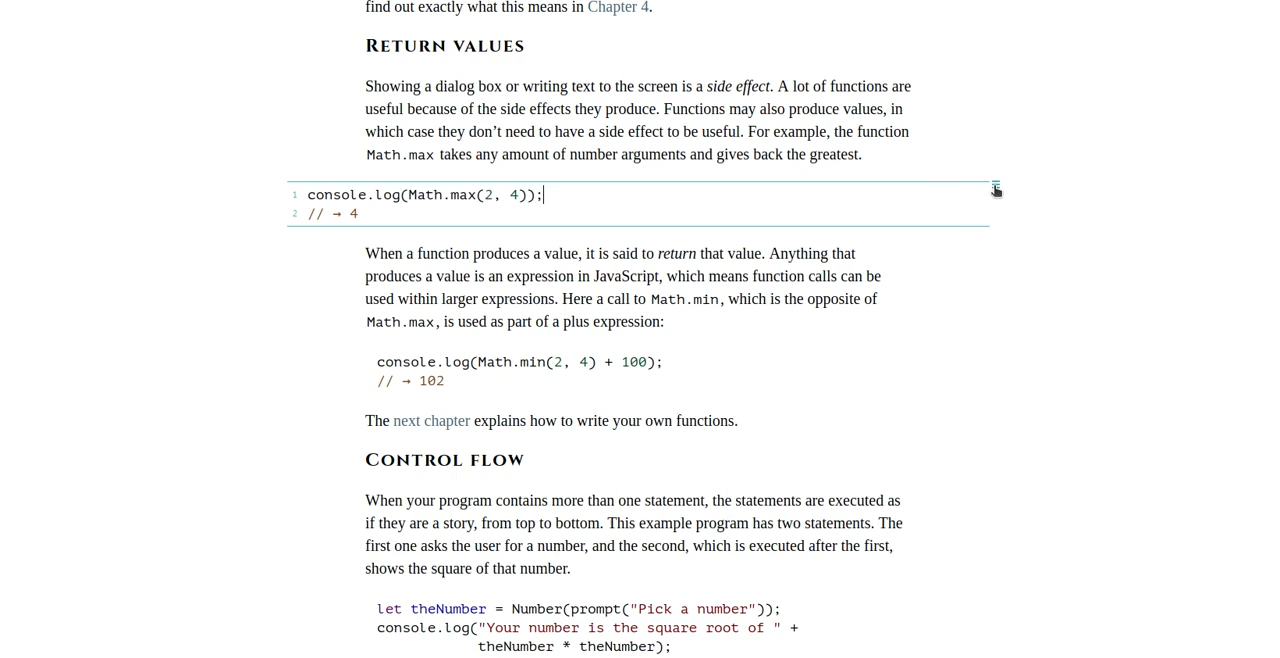 find out exactly what this means in Chapter 4.
Return values
Showing a dialog box or writing text to the screen is a side effect. A lot of functions are
useful because of the side effects they produce. Functions may also produce values, in
which case they don’t need to have a side effect to be useful. For example, the function
Math.max takes any amount of number arguments and gives back the greatest.
1 console.log(Math.max(2, 4));
2 // → 4
When a function produces a value, it is said to return that value. Anything that
produces a value is an expression in JavaScript, which means function calls can be
used within larger expressions. Here a call to Math.min, which is the opposite of
Math.max, is used as part of a plus expression:
console.log(Math.min(2, 4) + 100);
// → 102
The next chapter explains how to write your own functions.
Control flow
When your program contains more than one statement, the statements are executed as
if they are a story, from top to bottom. This example program has two statements. The
first one asks the user for a number, and the second, which is executed after the first,
shows the square of that number.
let theNumber = Number(prompt("Pick a number"));
console.log("Your number is the square root of " +
theNumber * theNumber);